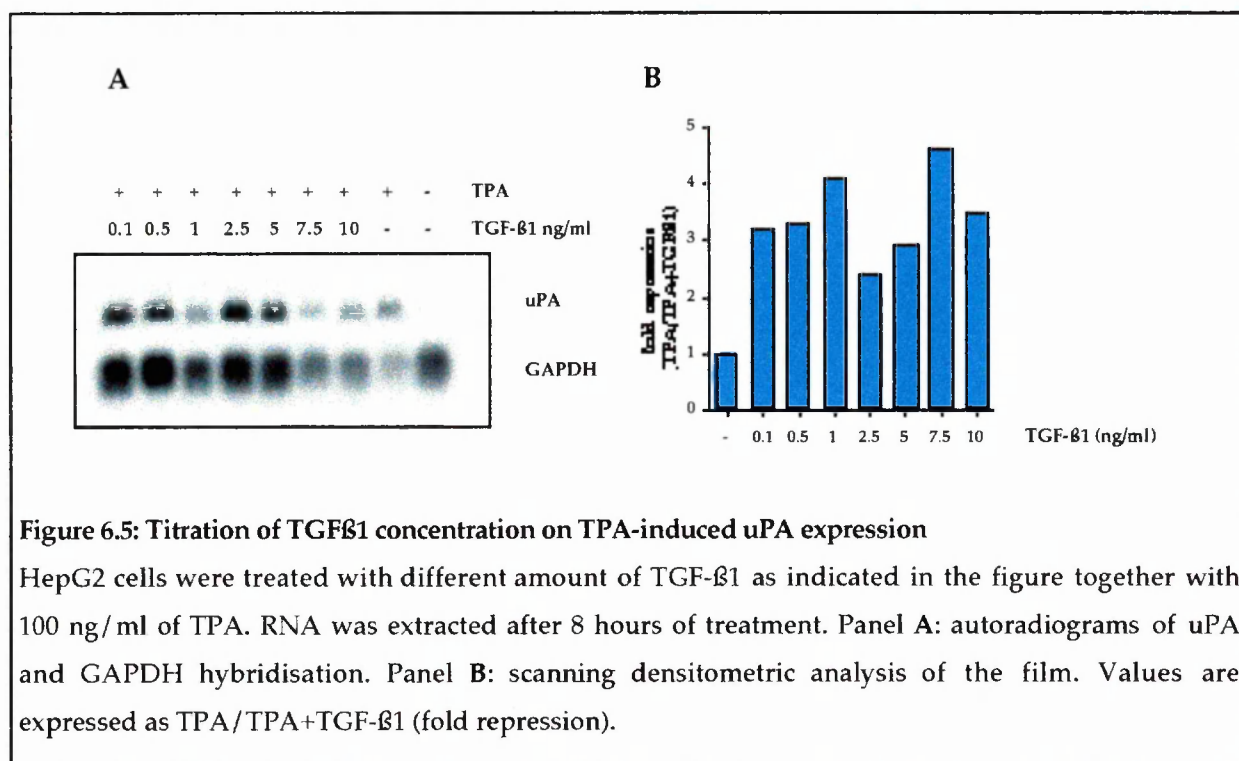 A
+ + + + + + + + - TPA
0.1 0.5 1 2.5 5 7.5 10 - - TGF-ß1 ng/ml
uPA
GAPDH
B
5
4
3
2
1
0
fold
TPA/TPA+TGFß1)
- 0.1 0.5 1 2.5 5 7.5 10 TGF-ß1 (ng/ml)
Figure 6.5: Titration of TGFß1 concentration on TPA-induced uPA expression
HepG2 cells were treated with different amount of TGF-ß1 as indicated in the figure together with
100 ng/ml of TPA. RNA was extracted after 8 hours of treatment. Panel A: autoradiograms of uPA
and GAPDH hybridisation. Panel B: scanning densitometric analysis of the film. Values are
expressed as TPA/TPA+TGF-ß1 (fold repression).